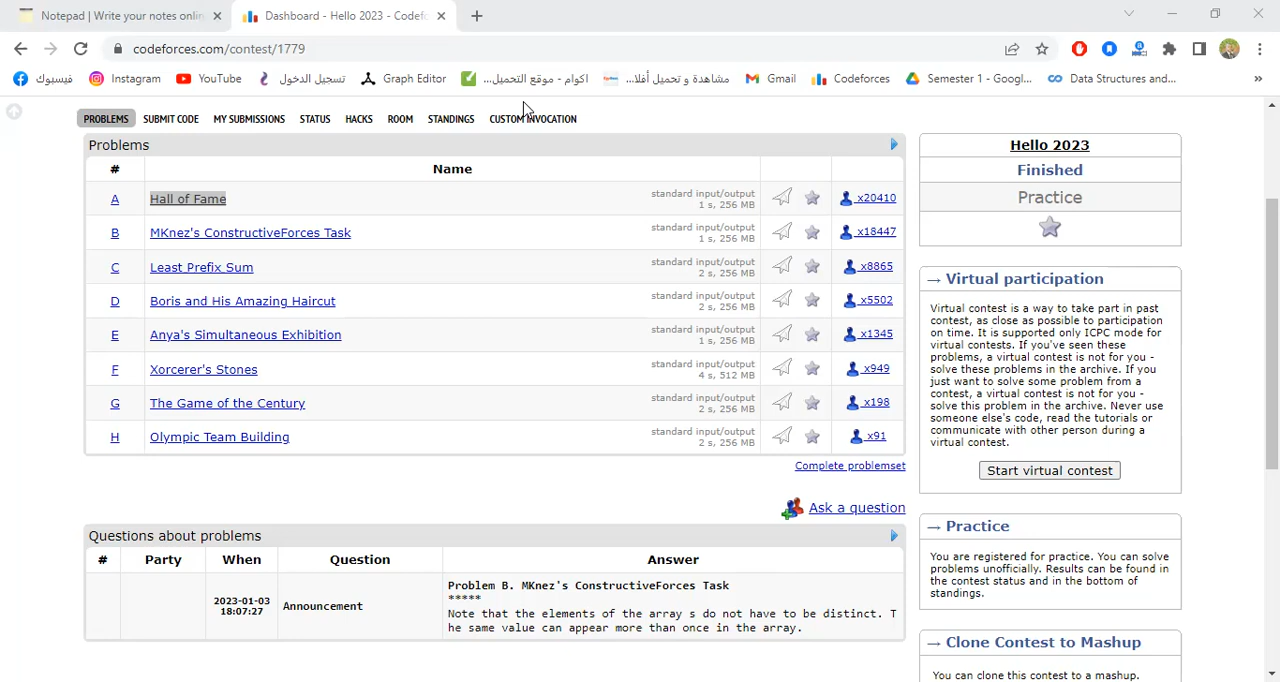 Notepad | Write your notes onlin
Dashboard - Hello 2023 - Codefo
codeforces.com/contest/1779
فيسبوك
Instagram
YouTube
تسجيل الدخول
Graph Editor
اكوام - موقع التحميل...
مشاهدة و تحميل أفلا...
Gmail
Codeforces
Semester 1 - Googl...
Data Structures and...
»
PROBLEMS SUBMIT CODE MY SUBMISSIONS STATUS HACKS ROOM STANDINGS CUSTOM INVOCATION
Problems
# Name
A Hall of Fame standard input/output 1 s, 256 MB x20410
B MKnez's ConstructiveForces Task standard input/output 1 s, 256 MB x18447
C Least Prefix Sum standard input/output 2 s, 256 MB x8865
D Boris and His Amazing Haircut standard input/output 2 s, 256 MB x5502
E Anya's Simultaneous Exhibition standard input/output 1 s, 256 MB x1345
F Xorcerer's Stones standard input/output 4 s, 512 MB x949
G The Game of the Century standard input/output 2 s, 256 MB x198
H Olympic Team Building standard input/output 2 s, 256 MB x91
Complete problemset
Ask a question
Questions about problems
# Party When Question Answer
2023-01-03
18:07:27
Announcement
Problem B. MKnez's ConstructiveForces Task
*****
Note that the elements of the array s do not have to be distinct. T
he same value can appear more than once in the array.
Hello 2023
Finished
Practice
→ Virtual participation
Virtual contest is a way to take part in past
contest, as close as possible to participation
on time. It is supported only ICPC mode for
virtual contests. If you've seen these
problems, a virtual contest is not for you -
solve these problems in the archive. If you
just want to solve some problem from a
contest, a virtual contest is not for you -
solve this problem in the archive. Never use
someone else's code, read the tutorials or
communicate with other person during a
virtual contest.
Start virtual contest
→ Practice
You are registered for practice. You can solve
problems unofficially. Results can be found in
the contest status and in the bottom of
standings.
→ Clone Contest to Mashup
You can clone this contest to a mashup.